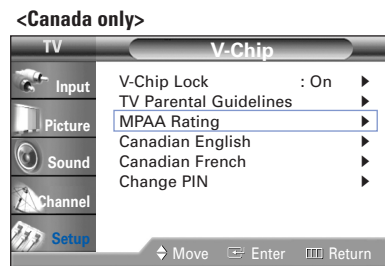 <Canada only>
TV
V-Chip
Input
Picture
Sound
Channel
Setup
V-Chip Lock : On
TV Parental Guidelines
MPAA Rating
Canadian English
Canadian French
Change PIN
Move Enter Return